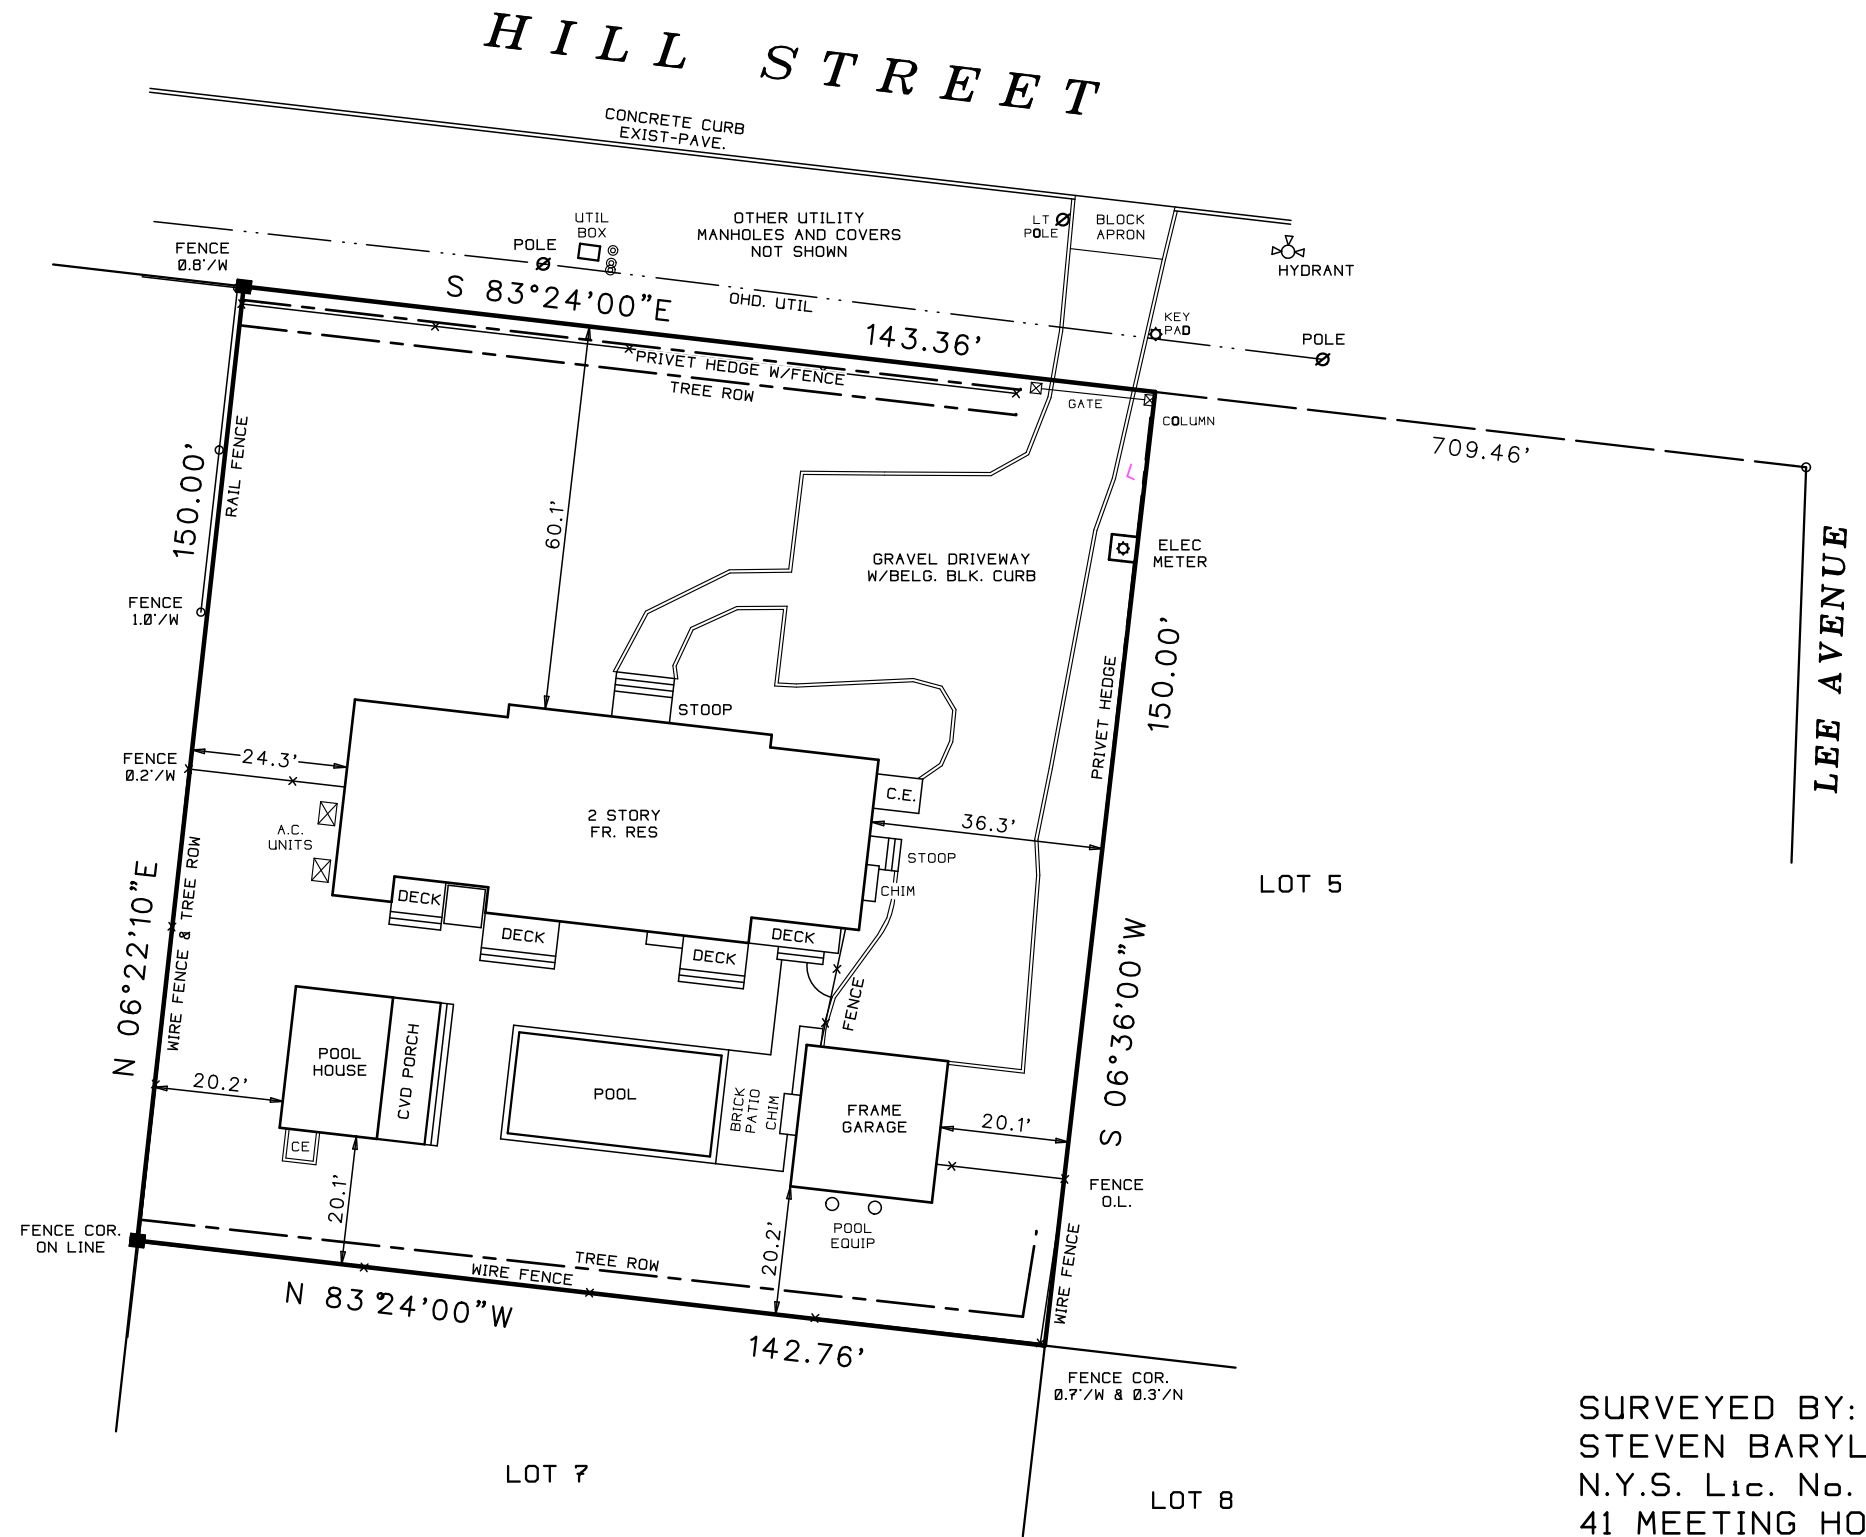 HILL STREET
CONCRETE CURB
EXIST-PAVE.
UTIL
BOX
POLE
OTHER UTILITY
MANHOLES AND COVERS
NOT SHOWN
LT
POLE
BLOCK
APRON
HYDRANT
FENCE
0.8'/W
S 83°24'00"E
143.36'
OHD. UTIL
KEY
PAD
POLE
PRIVET HEDGE W/FENCE
TREE ROW
GATE
COLUMN
709.46'
L
150.00'
RAIL FENCE
60.1'
GRAVEL DRIVEWAY
W/BELG. BLK. CURB
ELEC
METER
LEE AVENUE
FENCE
1.0'/W
150.00'
PRIVET HEDGE
STOOP
FENCE
0.2'/W
24.3'
C.E.
A.C.
UNITS
2 STORY
FR. RES
36.3'
STOOP
CHIM
LOT 5
DECK
DECK
DECK
DECK
N 06°22'10"E
WIRE FENCE & TREE ROW
FENCE
S 06°36'00"W
POOL
HOUSE
CVD PORCH
20.2'
POOL
BRICK
PATIO
CHIM
FRAME
GARAGE
20.1'
CE
20.1'
FENCE
O.L.
POOL
EQUIP
20.2'
FENCE COR.
ON LINE
TREE ROW
WIRE FENCE
WIRE FENCE
N 83°24'00"W
142.76'
FENCE COR.
0.7'/W & 0.3'/N
LOT 7
LOT 8
SURVEYED BY:
STEVEN BARYL
N.Y.S. Lic. No.
41 MEETING HO